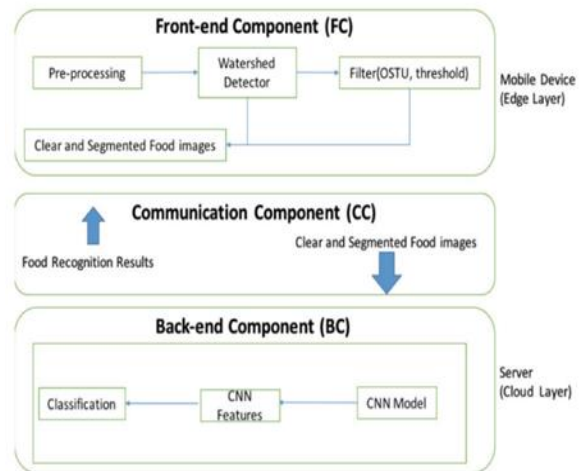 Front-end Component (FC)
Pre-processing
Watershed
Detector
Filter(OSTU, threshold)
Clear and Segmented Food images
Mobile Device
(Edge Layer)
Communication Component (CC)
Food Recognition Results
Clear and Segmented Food images
Back-end Component (BC)
Classification
CNN
Features
CNN Model
Server
(Cloud Layer)